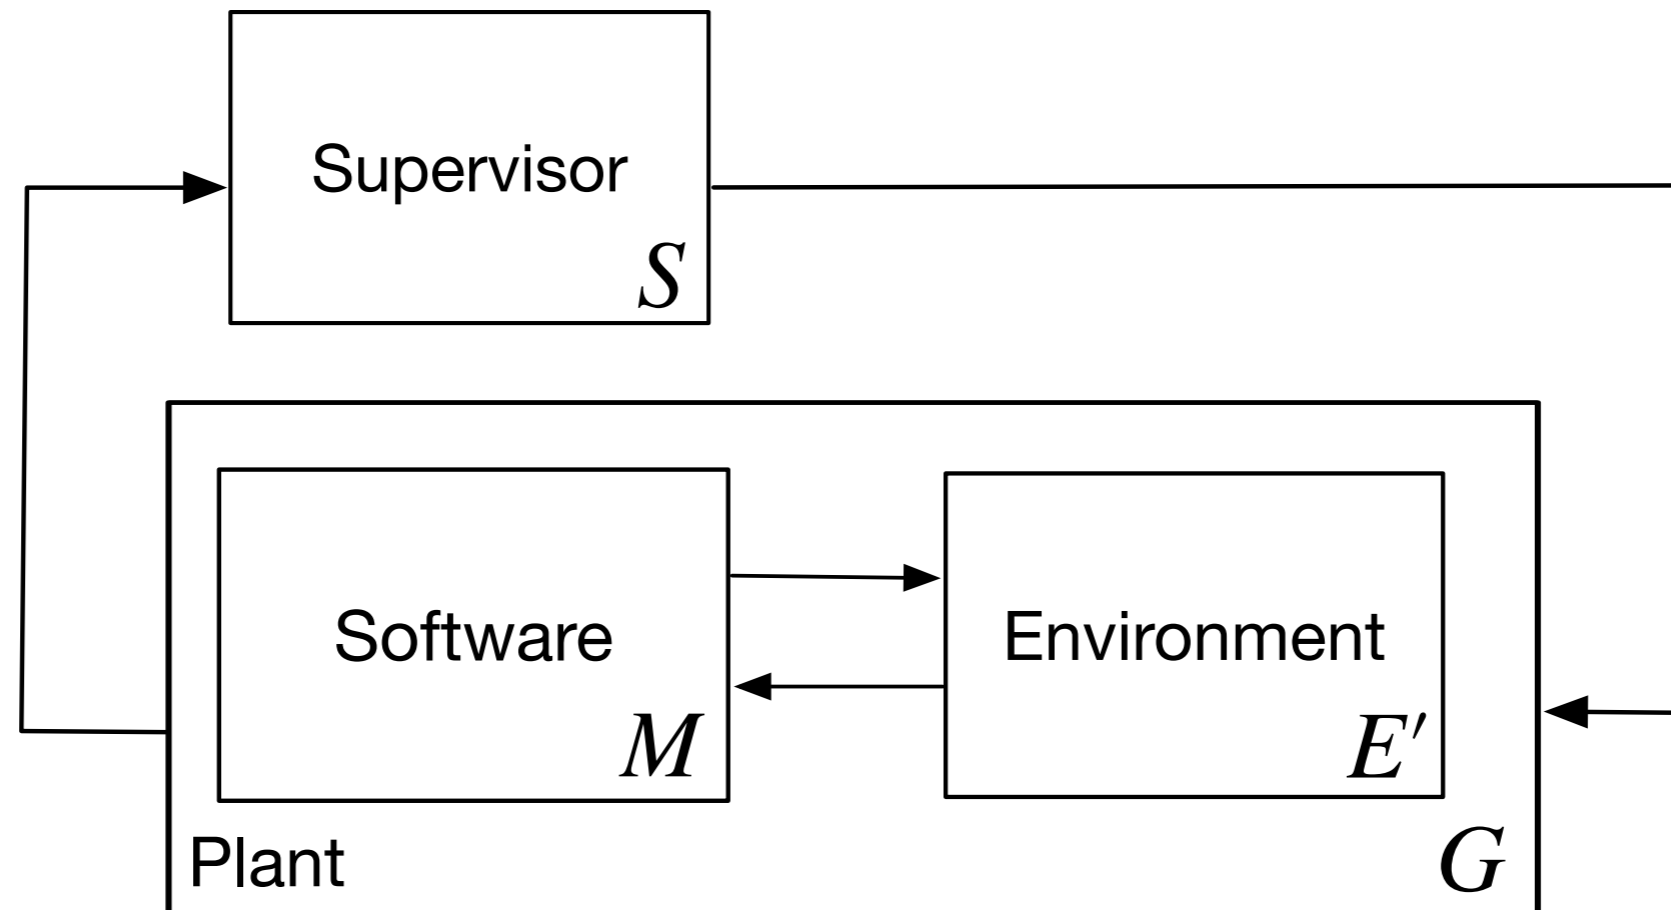 Supervisor
S
Software
M
Environment
E′
Plant
G